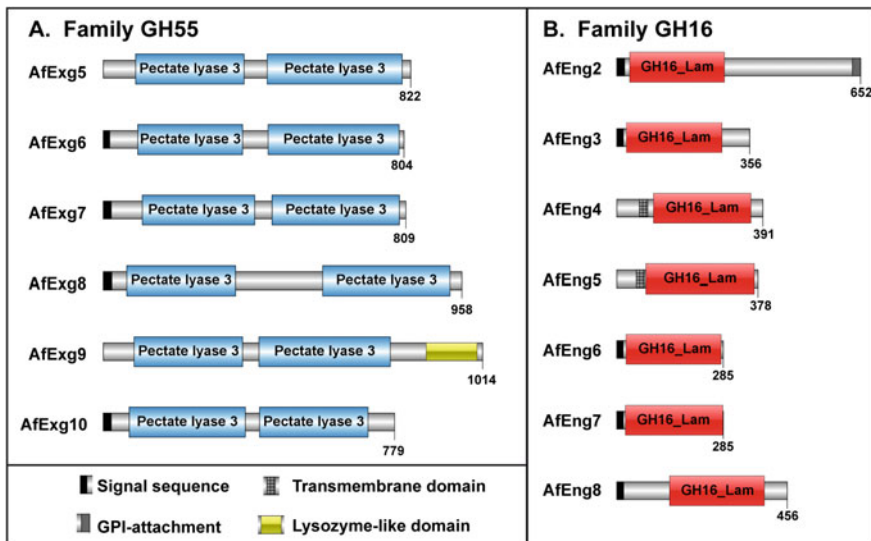 A. Family GH55
AfExg5 Pectate lyase 3 Pectate lyase 3
822
AfExg6 Pectate lyase 3 Pectate lyase 3
804
AfExg7 Pectate lyase 3 Pectate lyase 3
809
AfExg8 Pectate lyase 3 Pectate lyase 3
958
AfExg9 Pectate lyase 3 Pectate lyase 3
1014
AfExg10 Pectate lyase 3 Pectate lyase 3
779
Signal sequence Transmembrane domain
GPI-attachment Lysozyme-like domain
B. Family GH16
AfEng2 GH16_Lam
652
AfEng3 GH16_Lam
356
AfEng4 GH16_Lam
391
AfEng5 GH16_Lam
378
AfEng6 GH16_Lam
285
AfEng7 GH16_Lam
285
AfEng8 GH16_Lam
456